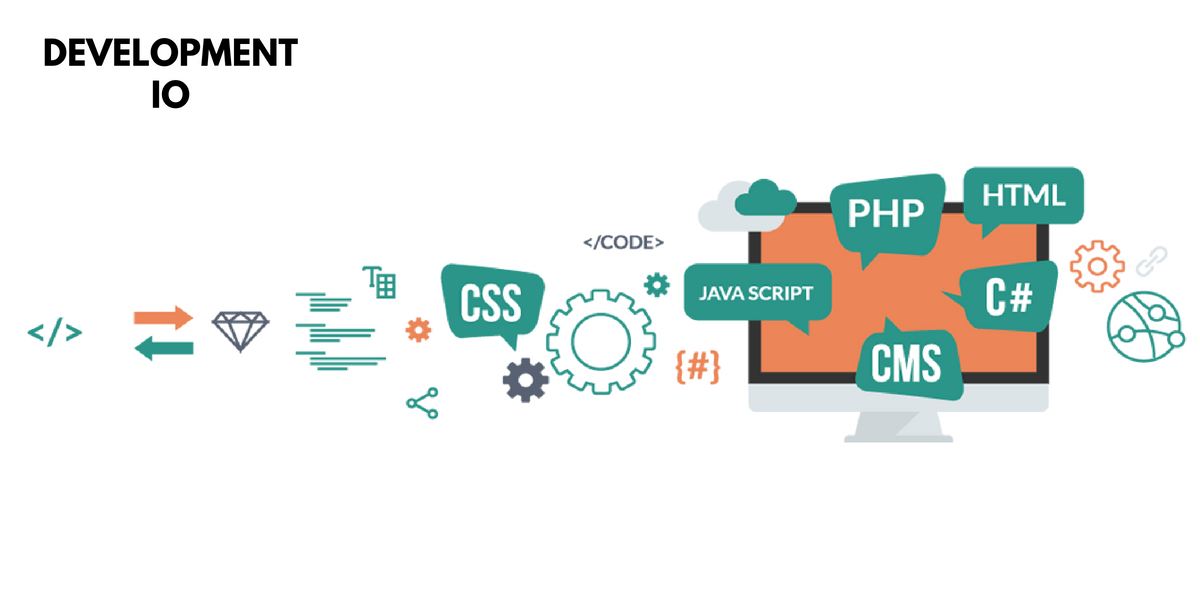 DEVELOPMENT
IO
PHP
HTML
</CODE>
</>
T
CSS
JAVA SCRIPT
C#
{#}
CMS